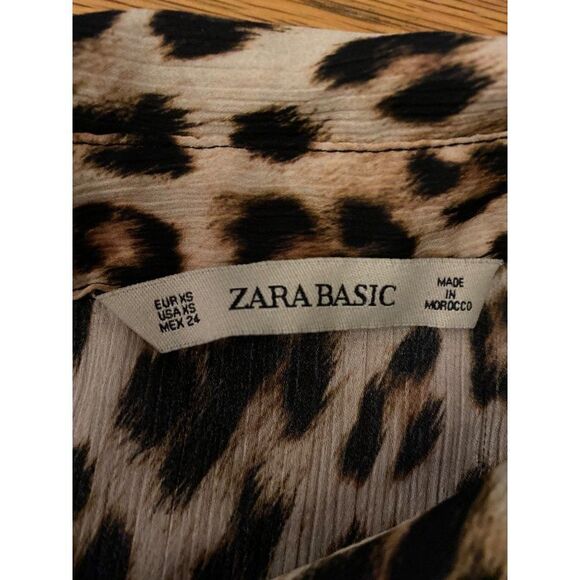 EUR XS
USA XS
MEX 24
ZARA BASIC
MADE
IN
MOROCCO